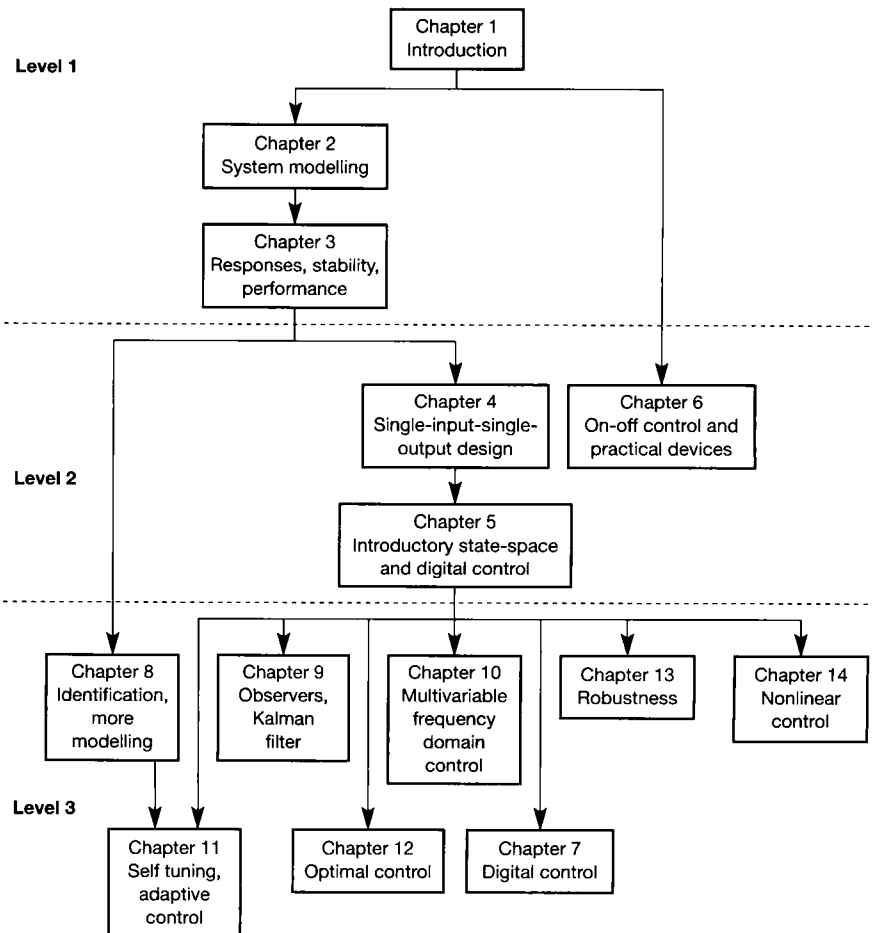 Chapter 1
Introduction
Level 1
Chapter 2
System modelling
Chapter 3
Responses, stability,
performance
Chapter 4
Single-input-single-
output design
Chapter 6
On-off control and
practical devices
Level 2
Chapter 5
Introductory state-space
and digital control
Chapter 8
Identification,
more
modelling
Chapter 9
Observers,
Kalman
filter
Chapter 10
Multivariable
frequency
domain
control
Chapter 13
Robustness
Chapter 14
Nonlinear
control
Level 3
Chapter 11
Self tuning,
adaptive
control
Chapter 12
Optimal control
Chapter 7
Digital control